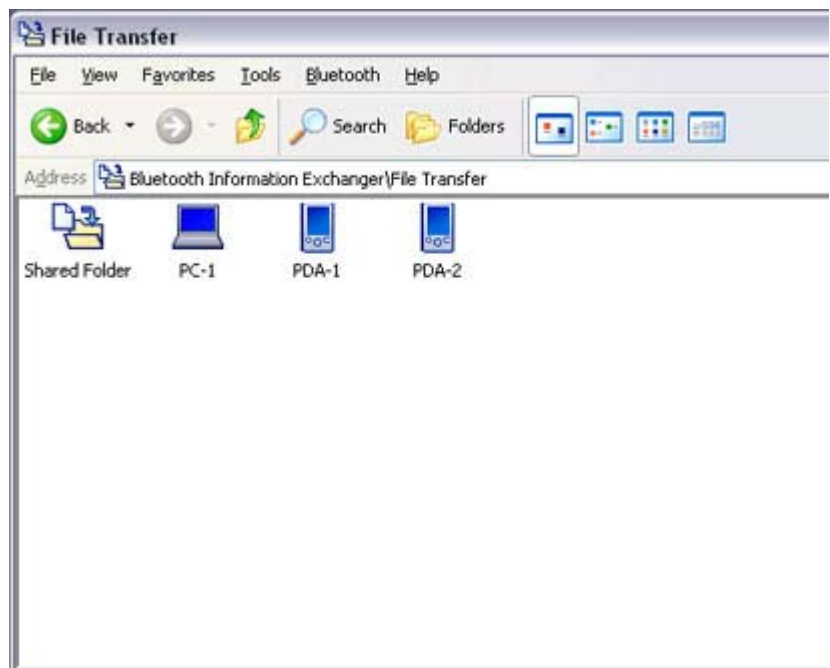 File Transfer
File View Favorites Tools Bluetooth Help
Back Search Folders
Address Bluetooth Information Exchanger\File Transfer
Shared Folder PC-1 PDA-1 PDA-2